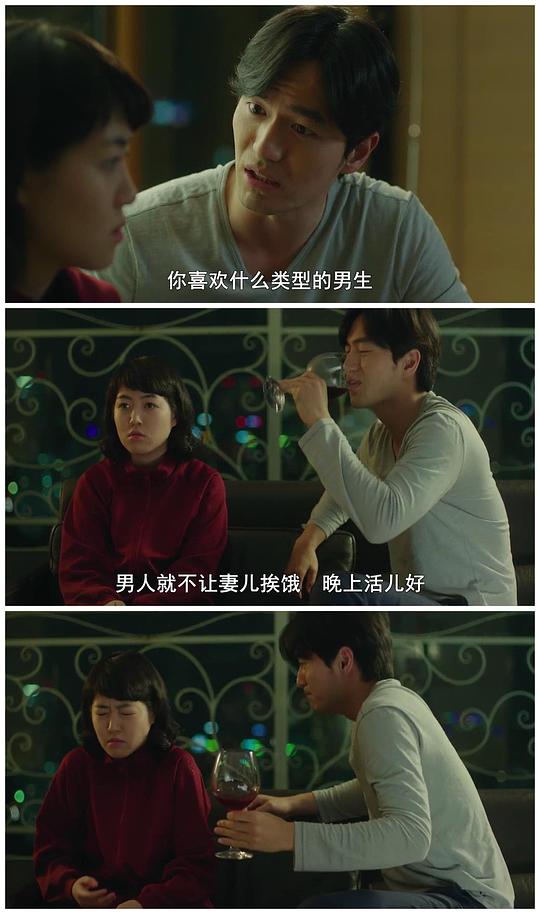 你喜欢什么类型的男生
男人就不让妻儿挨饿 晚上活儿好